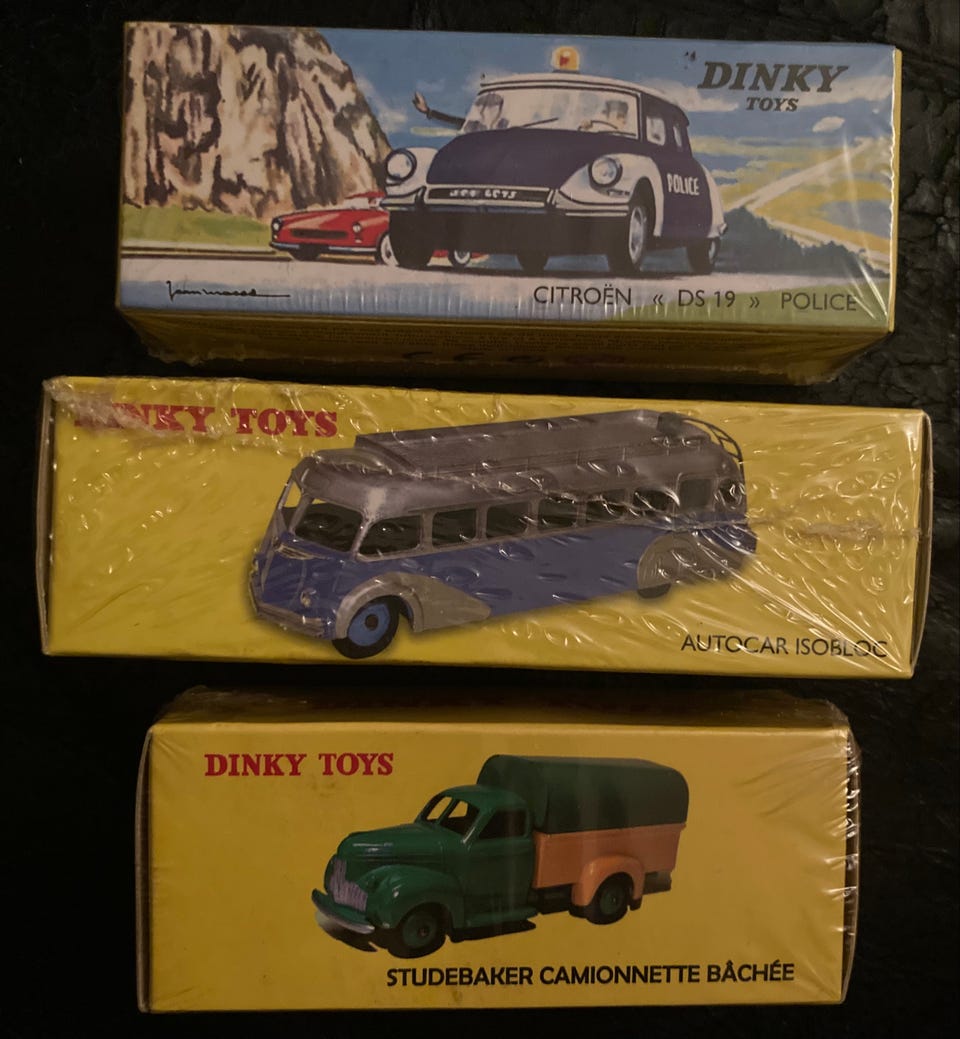 DINKY
TOYS
POLICE
CITROËN « DS 19 » POLICE
DINKY TOYS
AUTOCAR ISOBLOC
DINKY TOYS
STUDEBAKER CAMIONNETTE BÂCHÉE